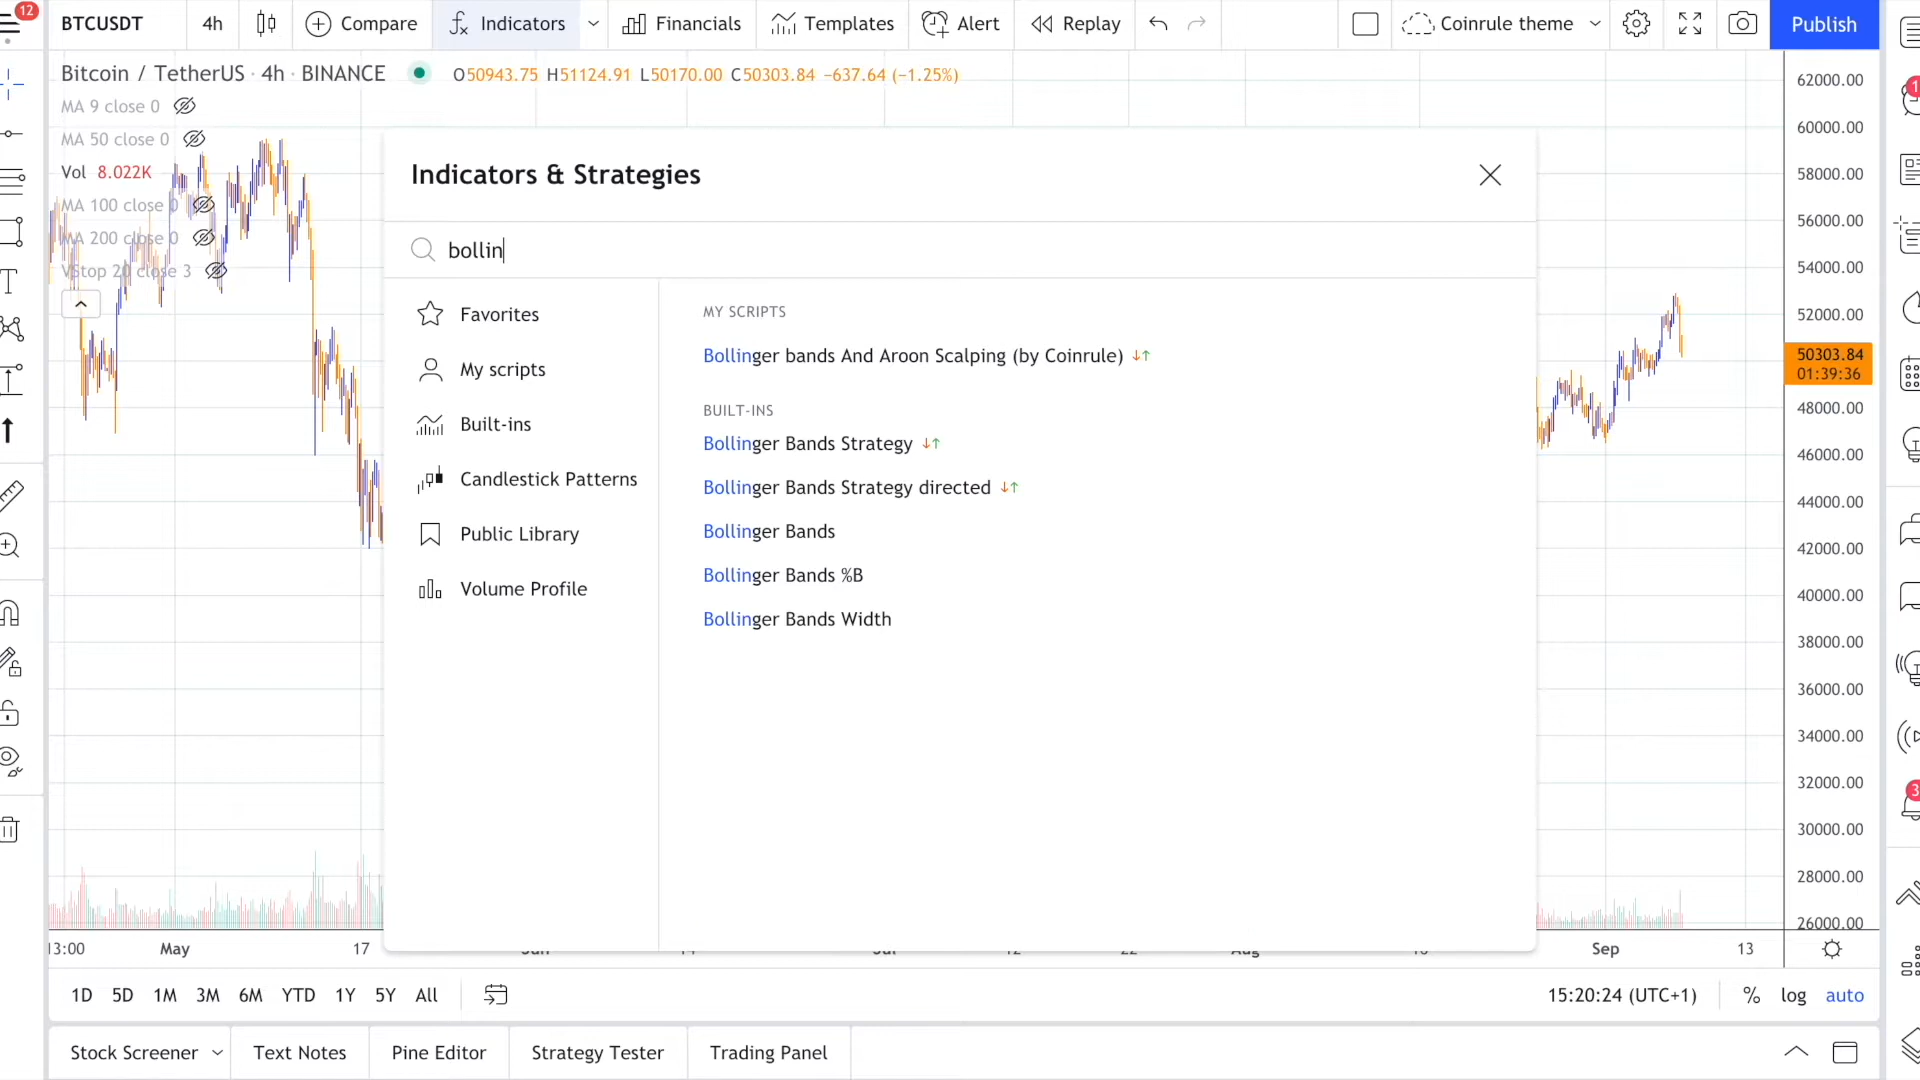 12
BTCUSDT
4h
Compare
Indicators
Financials
Templates
Alert
Replay
Coinrule theme
Publish
Bitcoin / TetherUS · 4h · BINANCE
O50943.75 H51124.91 L50170.00 C50303.84 −637.64 (−1.25%)
MA 9 close 0
MA 50 close 0
Vol 8.022K
MA 100 close 0
MA 200 close 0
VStop 20 close 3
Indicators & Strategies
bollin
Favorites
My scripts
Built-ins
Candlestick Patterns
Public Library
Volume Profile
MY SCRIPTS
Bollinger bands And Aroon Scalping (by Coinrule)
BUILT-INS
Bollinger Bands Strategy
Bollinger Bands Strategy directed
Bollinger Bands
Bollinger Bands %B
Bollinger Bands Width
62000.00
60000.00
58000.00
56000.00
54000.00
52000.00
50303.84
01:39:36
48000.00
46000.00
44000.00
42000.00
40000.00
38000.00
36000.00
34000.00
32000.00
30000.00
28000.00
26000.00
13:00
May
17
Sep
13
1D
5D
1M
3M
6M
YTD
1Y
5Y
All
15:20:24 (UTC+1)
%
log
auto
Stock Screener
Text Notes
Pine Editor
Strategy Tester
Trading Panel